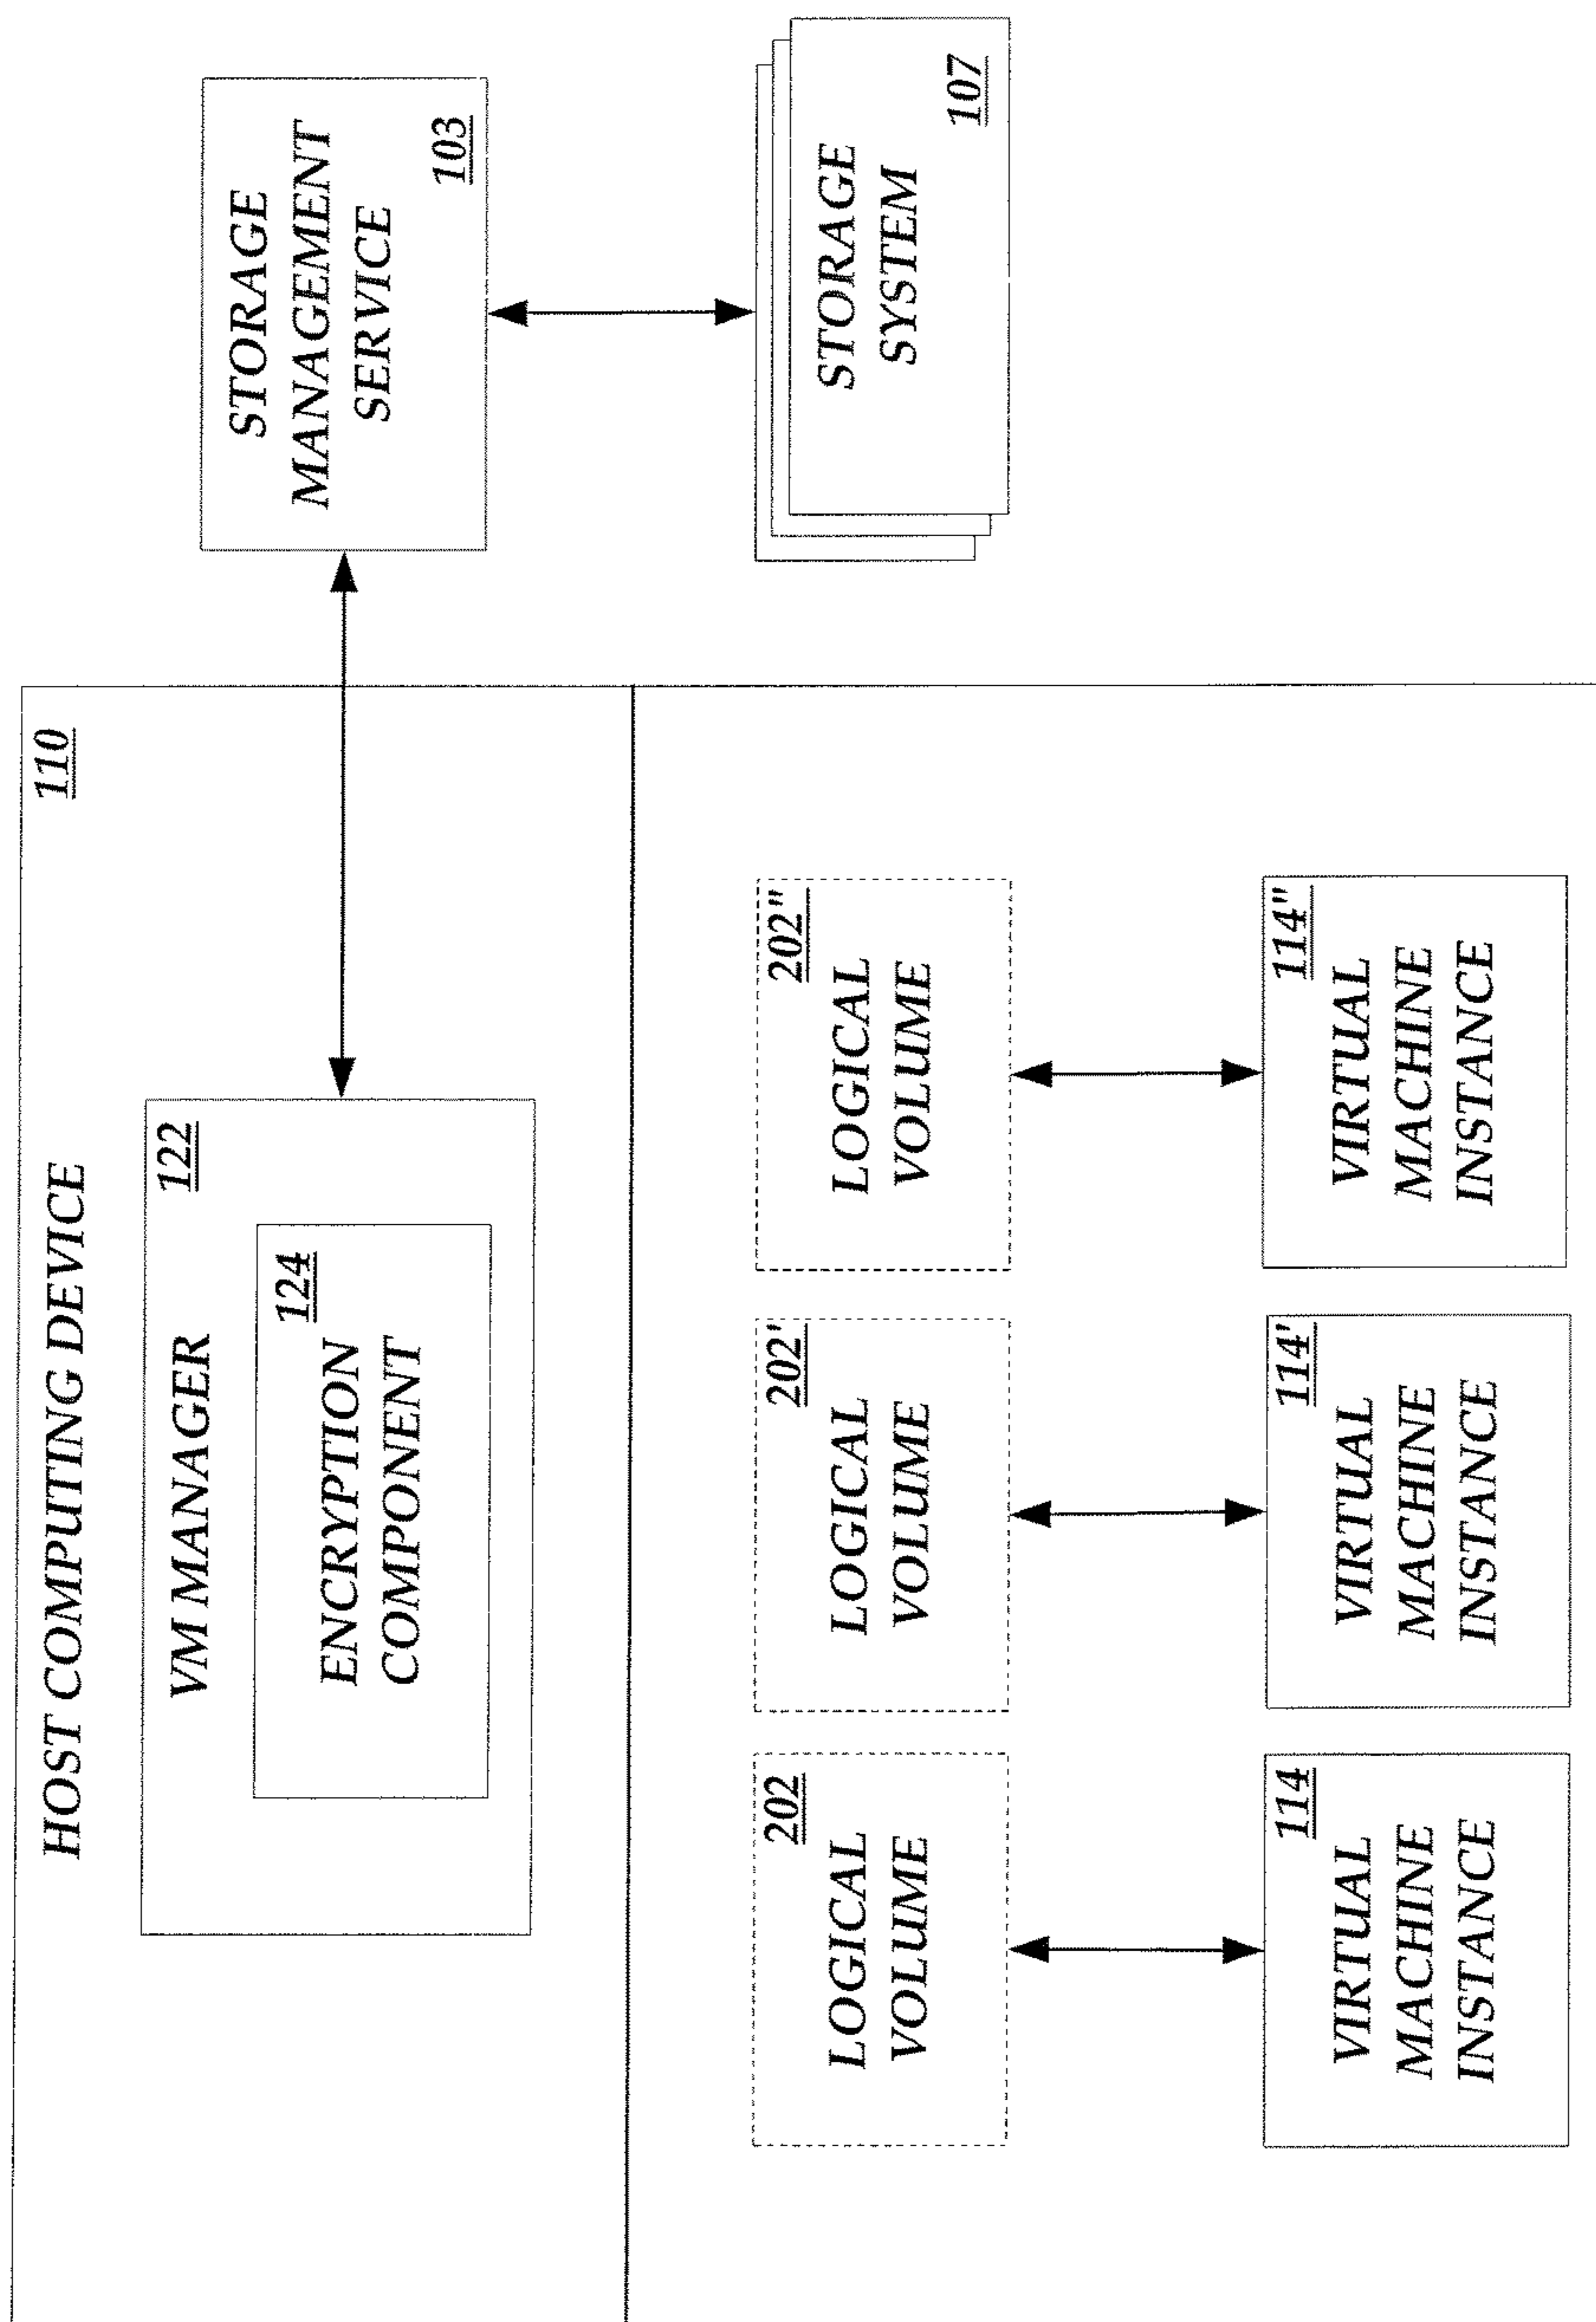 HOST COMPUTING DEVICE
110
VM MANAGER
122
ENCRYPTION
COMPONENT
124
STORAGE
MANAGEMENT
SERVICE
103
STORAGE
SYSTEM
107
202
LOGICAL
VOLUME
202'
LOGICAL
VOLUME
202"
LOGICAL
VOLUME
114
VIRTUAL
MACHINE
INSTANCE
114'
VIRTUAL
MACHINE
INSTANCE
114"
VIRTUAL
MACHINE
INSTANCE